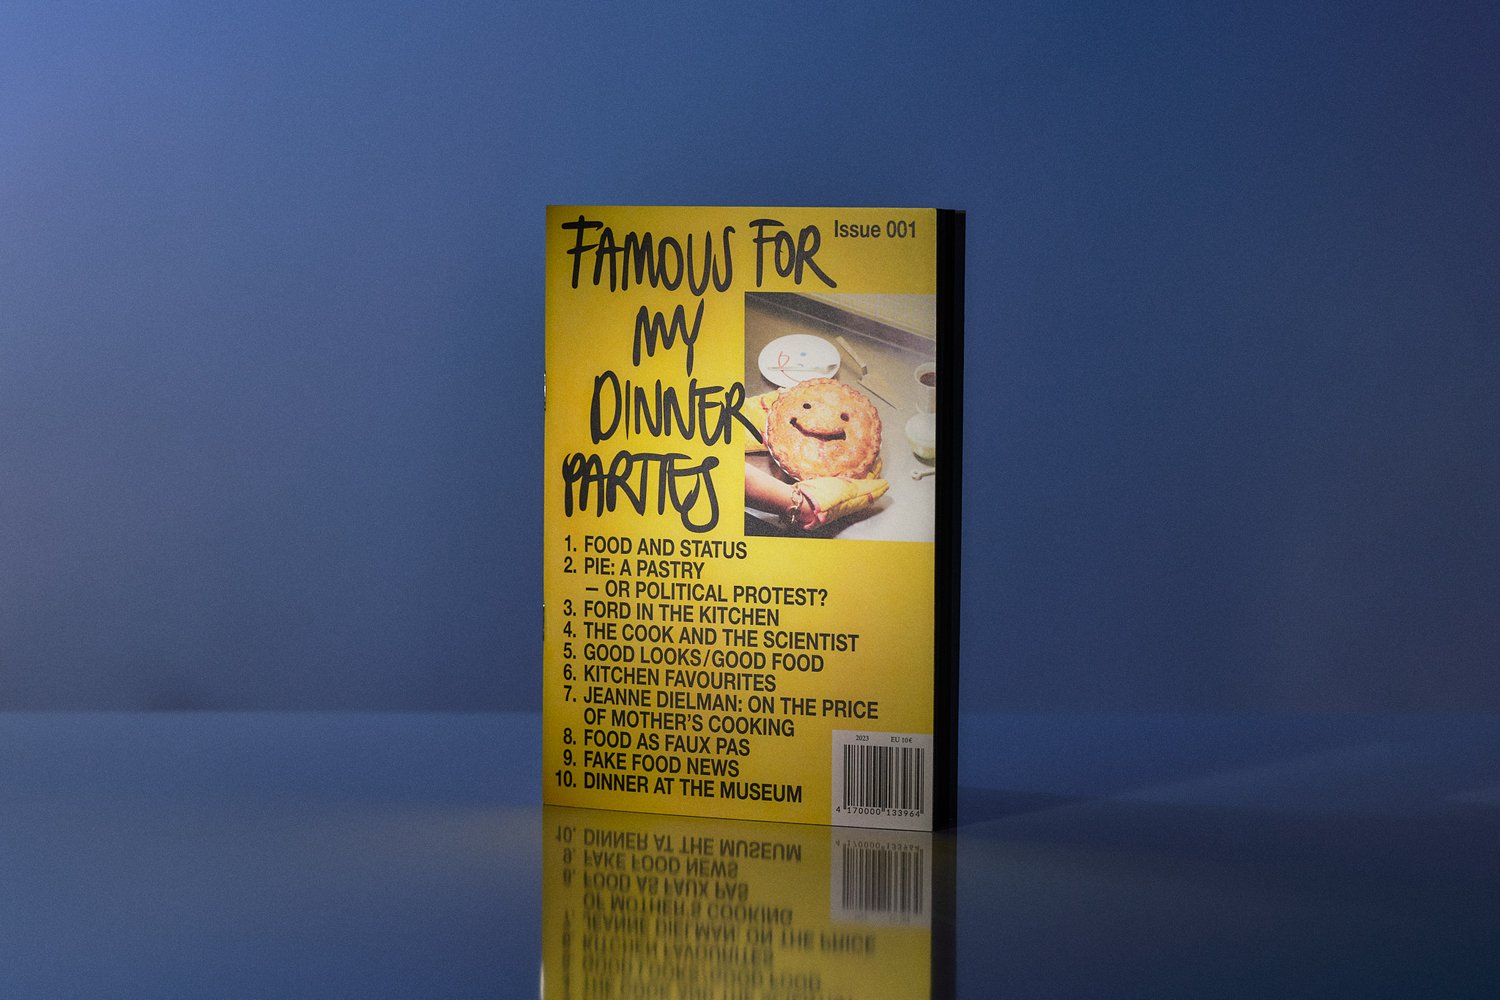 FAMOUS FOR
MY
DINNER
PARTIES
Issue 001
1. FOOD AND STATUS
2. PIE: A PASTRY
– OR POLITICAL PROTEST?
3. FORD IN THE KITCHEN
4. THE COOK AND THE SCIENTIST
5. GOOD LOOKS/GOOD FOOD
6. KITCHEN FAVOURITES
7. JEANNE DIELMAN: ON THE PRICE
OF MOTHER'S COOKING
8. FOOD AS FAUX PAS
9. FAKE FOOD NEWS
10. DINNER AT THE MUSEUM
2023 EU 10€
4 170000 133964